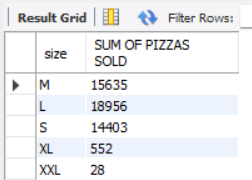 Result Grid Filter Rows:
size SUM OF PIZZAS
SOLD
M 15635
L 18956
S 14403
XL 552
XXL 28